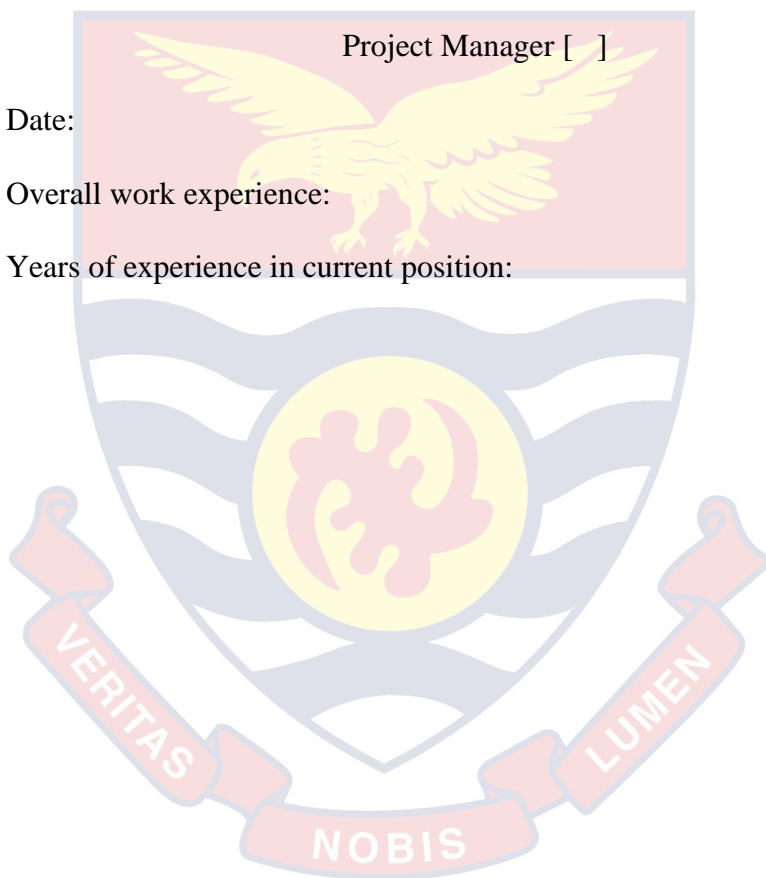 Project Manager [   ]
Date:
Overall work experience:
Years of experience in current position:
VERITAS
NOBIS
LUMEN